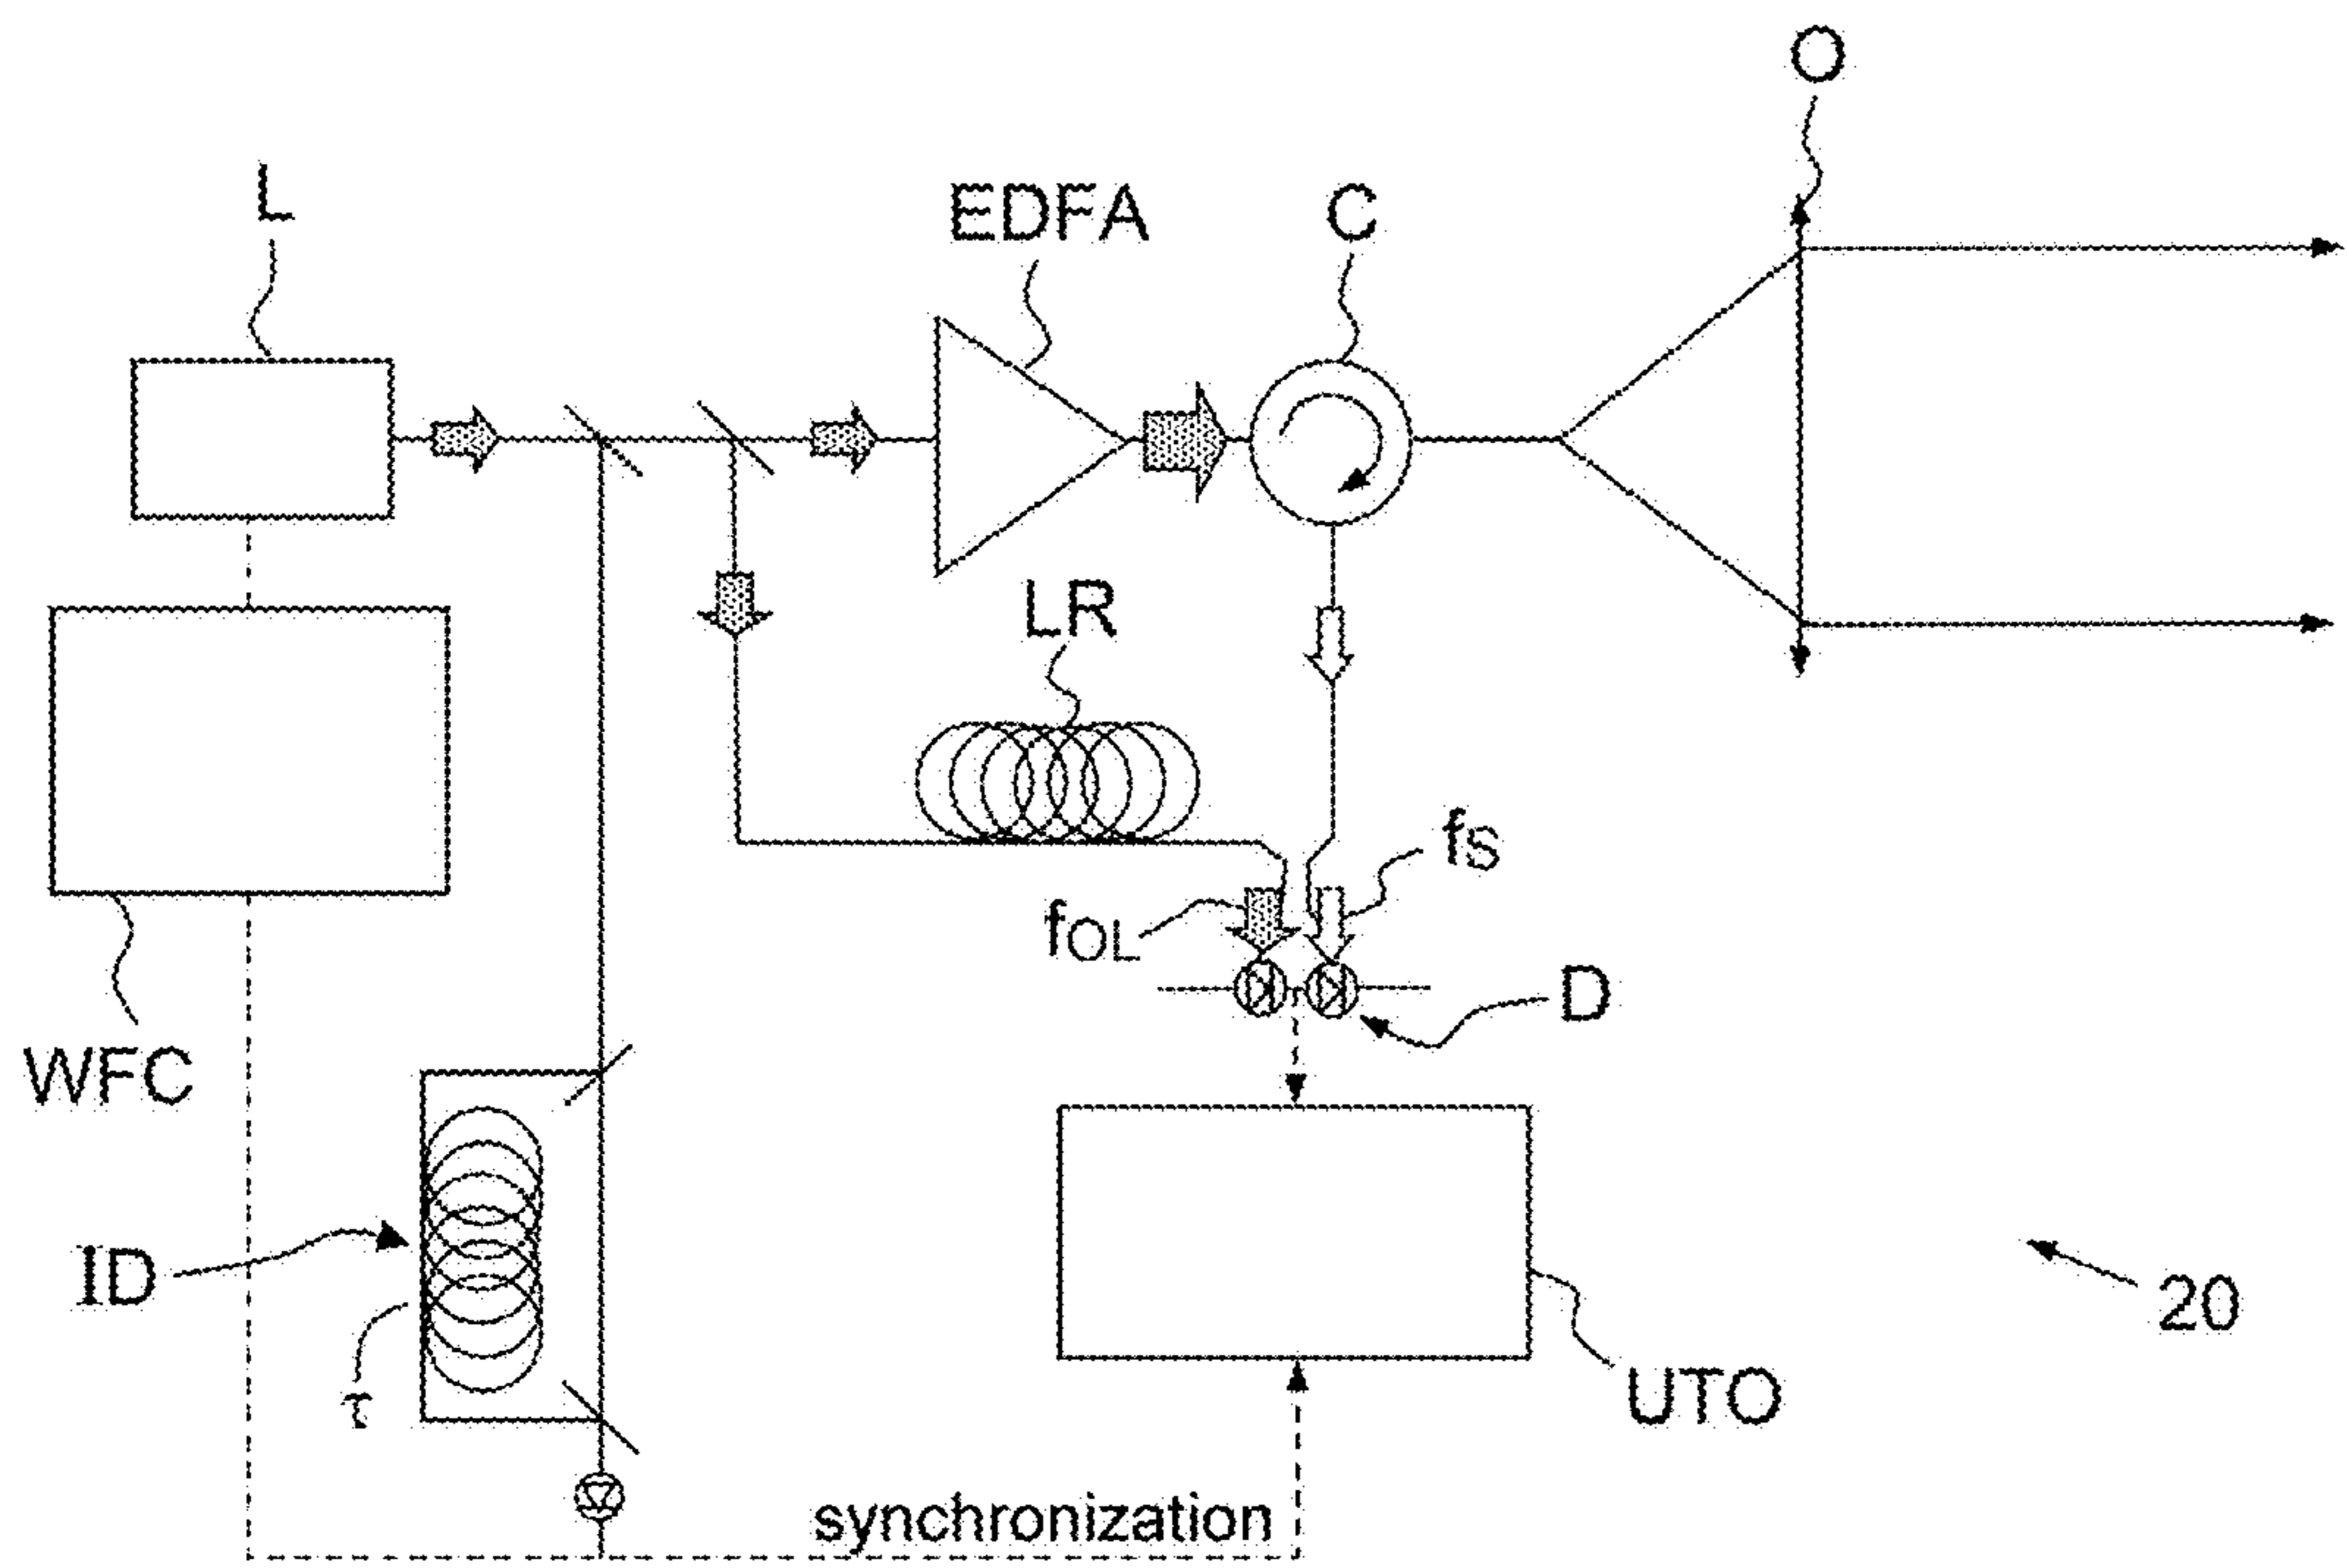 O
L
EDFA
C
LR
fS
fOL
D
WFC
ID
20
τ
UTO
synchronization